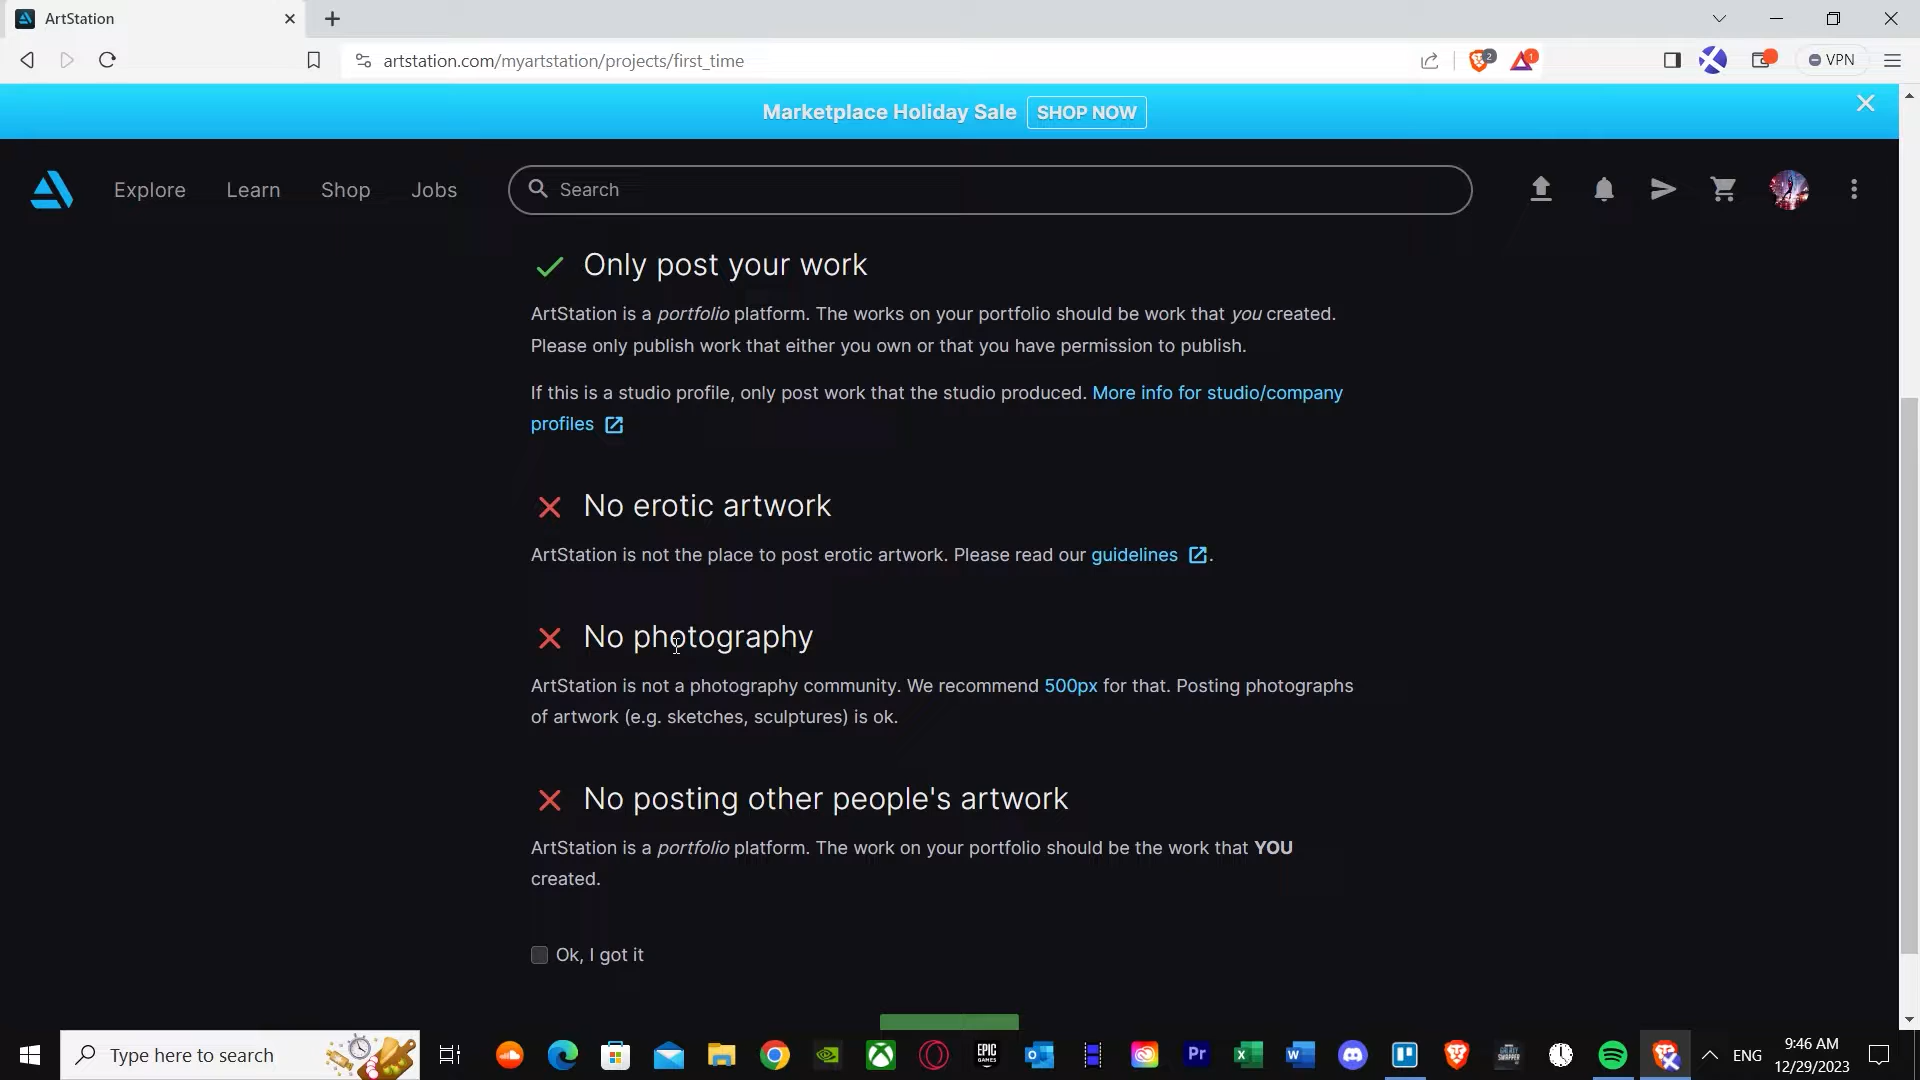 ArtStation
artstation.com/myartstation/projects/first_time
2
1
VPN
Marketplace Holiday Sale SHOP NOW
Explore Learn Shop Jobs Search
Only post your work
ArtStation is a portfolio platform. The works on your portfolio should be work that you created.
Please only publish work that either you own or that you have permission to publish.
If this is a studio profile, only post work that the studio produced. More info for studio/company
profiles
No erotic artwork
ArtStation is not the place to post erotic artwork. Please read our guidelines .
No photography
ArtStation is not a photography community. We recommend 500px for that. Posting photographs
of artwork (e.g. sketches, sculptures) is ok.
No posting other people's artwork
ArtStation is a portfolio platform. The work on your portfolio should be the work that YOU
created.
Ok, I got it
Type here to search
EPIC
GAMES
Pr
ENG
9:46 AM
12/29/2023